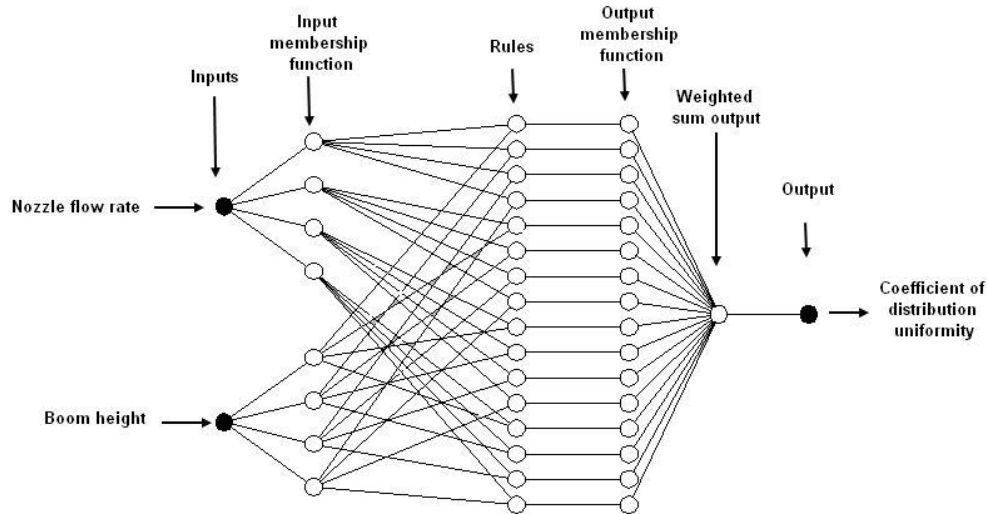 Input
membership
function
Output
membership
function
Rules
Inputs
Weighted
sum output
Output
Nozzle flow rate
Coefficient of
distribution
uniformity
Boom height